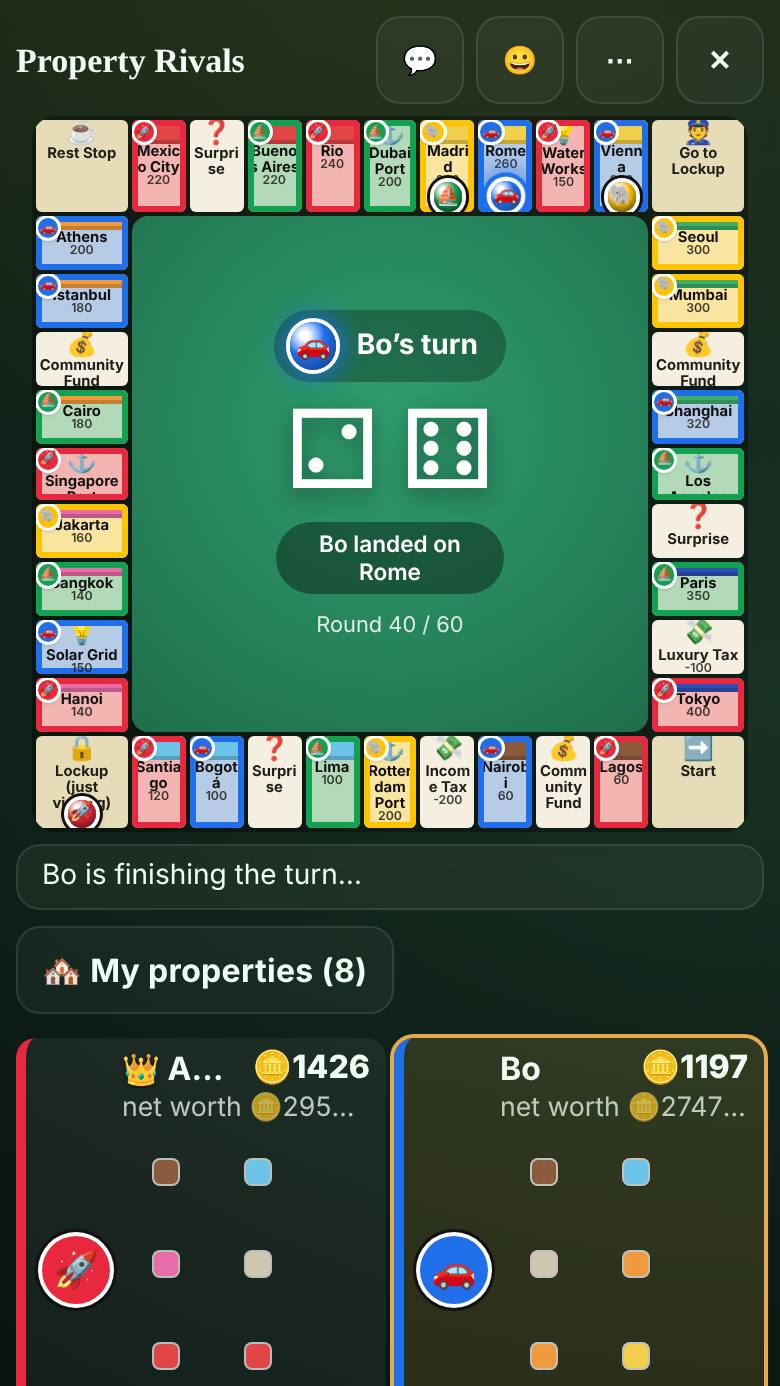 Property Rivals
Rest Stop
Mexic
o City
220
Surpri
se
Bueno
s Aires
220
Rio
240
Dubai
Port
200
Madri
d
Rome
260
Water
Works
150
Vienn
a
Go to
Lockup
Athens
200
Istanbul
180
Community
Fund
Cairo
180
Singapore
Jakarta
160
Bangkok
140
Solar Grid
150
Hanoi
140
Seoul
300
Mumbai
300
Community
Fund
Shanghai
320
Los
Surprise
Paris
350
Luxury Tax
-100
Tokyo
400
Bo’s turn
Bo landed on
Rome
Round 40 / 60
Lockup
(just
Santia
go
120
Bogot
á
100
Surpri
se
Lima
100
Rotter
dam
Port
200
Incom
e Tax
-200
Nairob
i
60
Comm
unity
Fund
Lagos
60
Start
Bo is finishing the turn...
My properties (8)
A... 1426
net worth 295...
Bo 1197
net worth 2747...